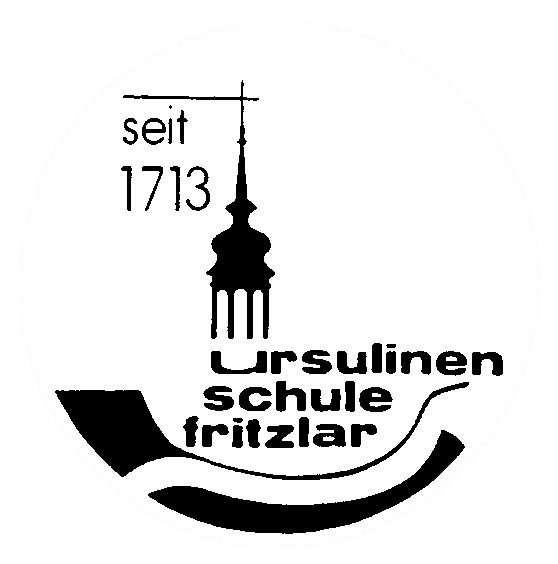 seit
1713
ursulinen
schule
fritzlar